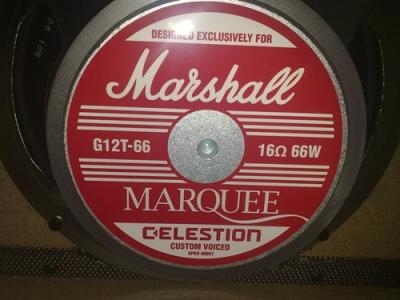 DESIGNED EXCLUSIVELY FOR
Marshall
G12T-66
16Ω 66W
MARQUEE
CELESTION
CUSTOM VOICED